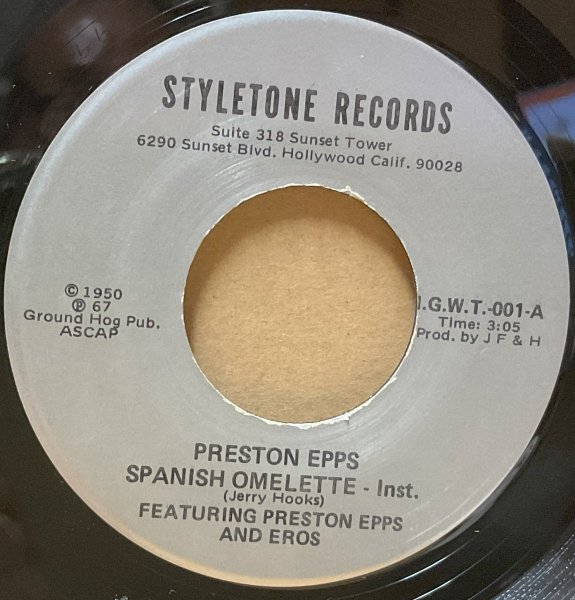 STYLETONE RECORDS
Suite 318 Sunset Tower
6290 Sunset Blvd. Hollywood Calif. 90028
© 1950
℗ 67
Ground Hog Pub.
ASCAP
I.G.W.T.-001-A
Time: 3:05
Prod. by J F & H
PRESTON EPPS
SPANISH OMELETTE - Inst.
(Jerry Hooks)
FEATURING PRESTON EPPS
AND EROS